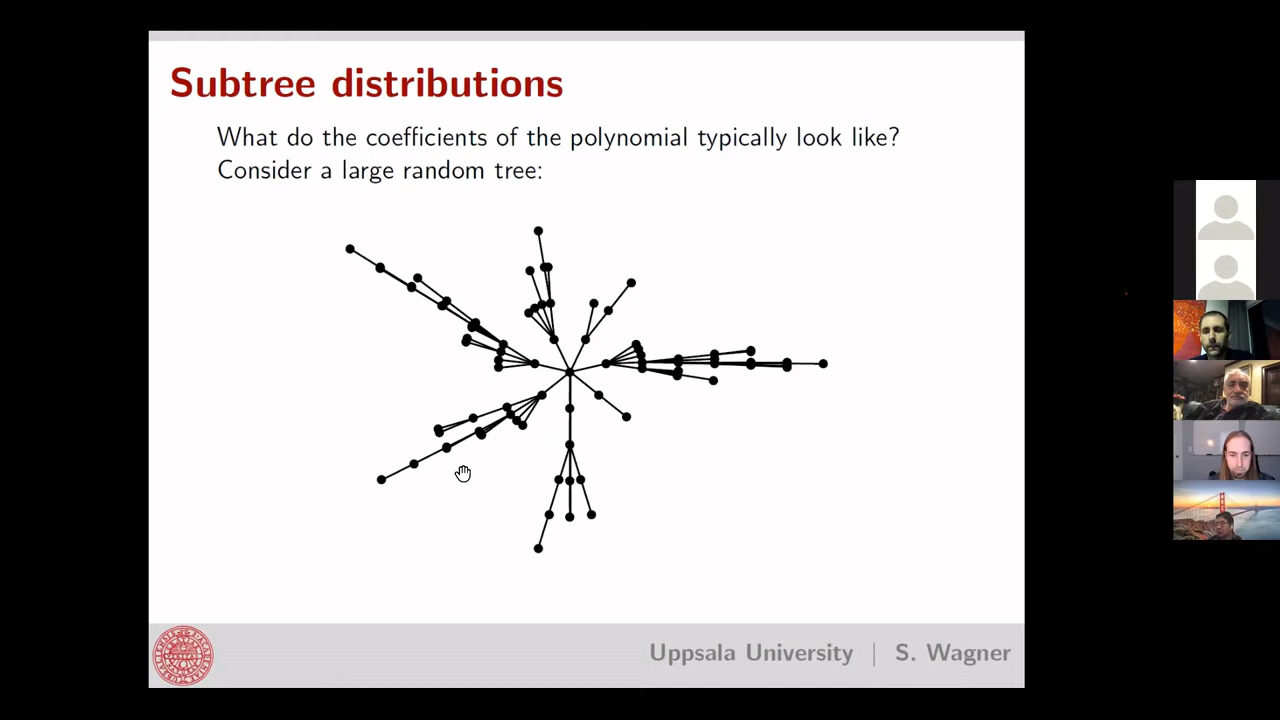 Subtree distributions
What do the coefficients of the polynomial typically look like?
Consider a large random tree:
Uppsala University | S. Wagner